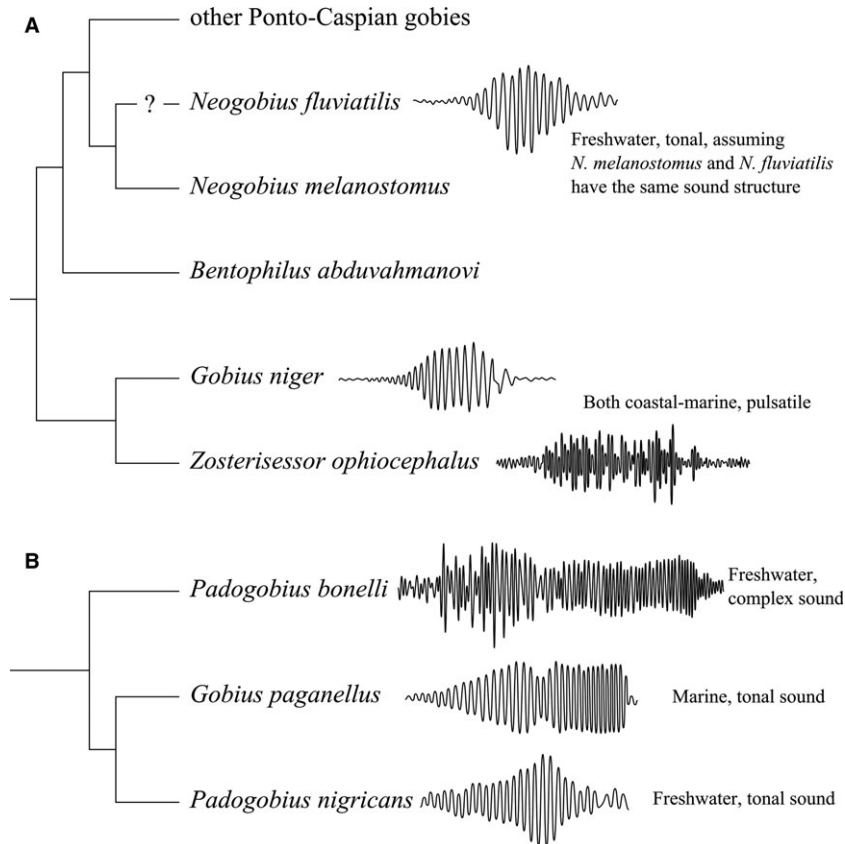 A
other Ponto-Caspian gobies
? Neogobius fluviatilis
Freshwater, tonal, assuming
N. melanostomus and N. fluviatilis
have the same sound structure
Neogobius melanostomus
Bentophilus abduvahmanovi
Gobius niger
Both coastal-marine, pulsatile
Zosterisessor ophiocephalus
B
Padogobius bonelli
Freshwater,
complex sound
Gobius paganellus
Marine, tonal sound
Padogobius nigricans
Freshwater, tonal sound